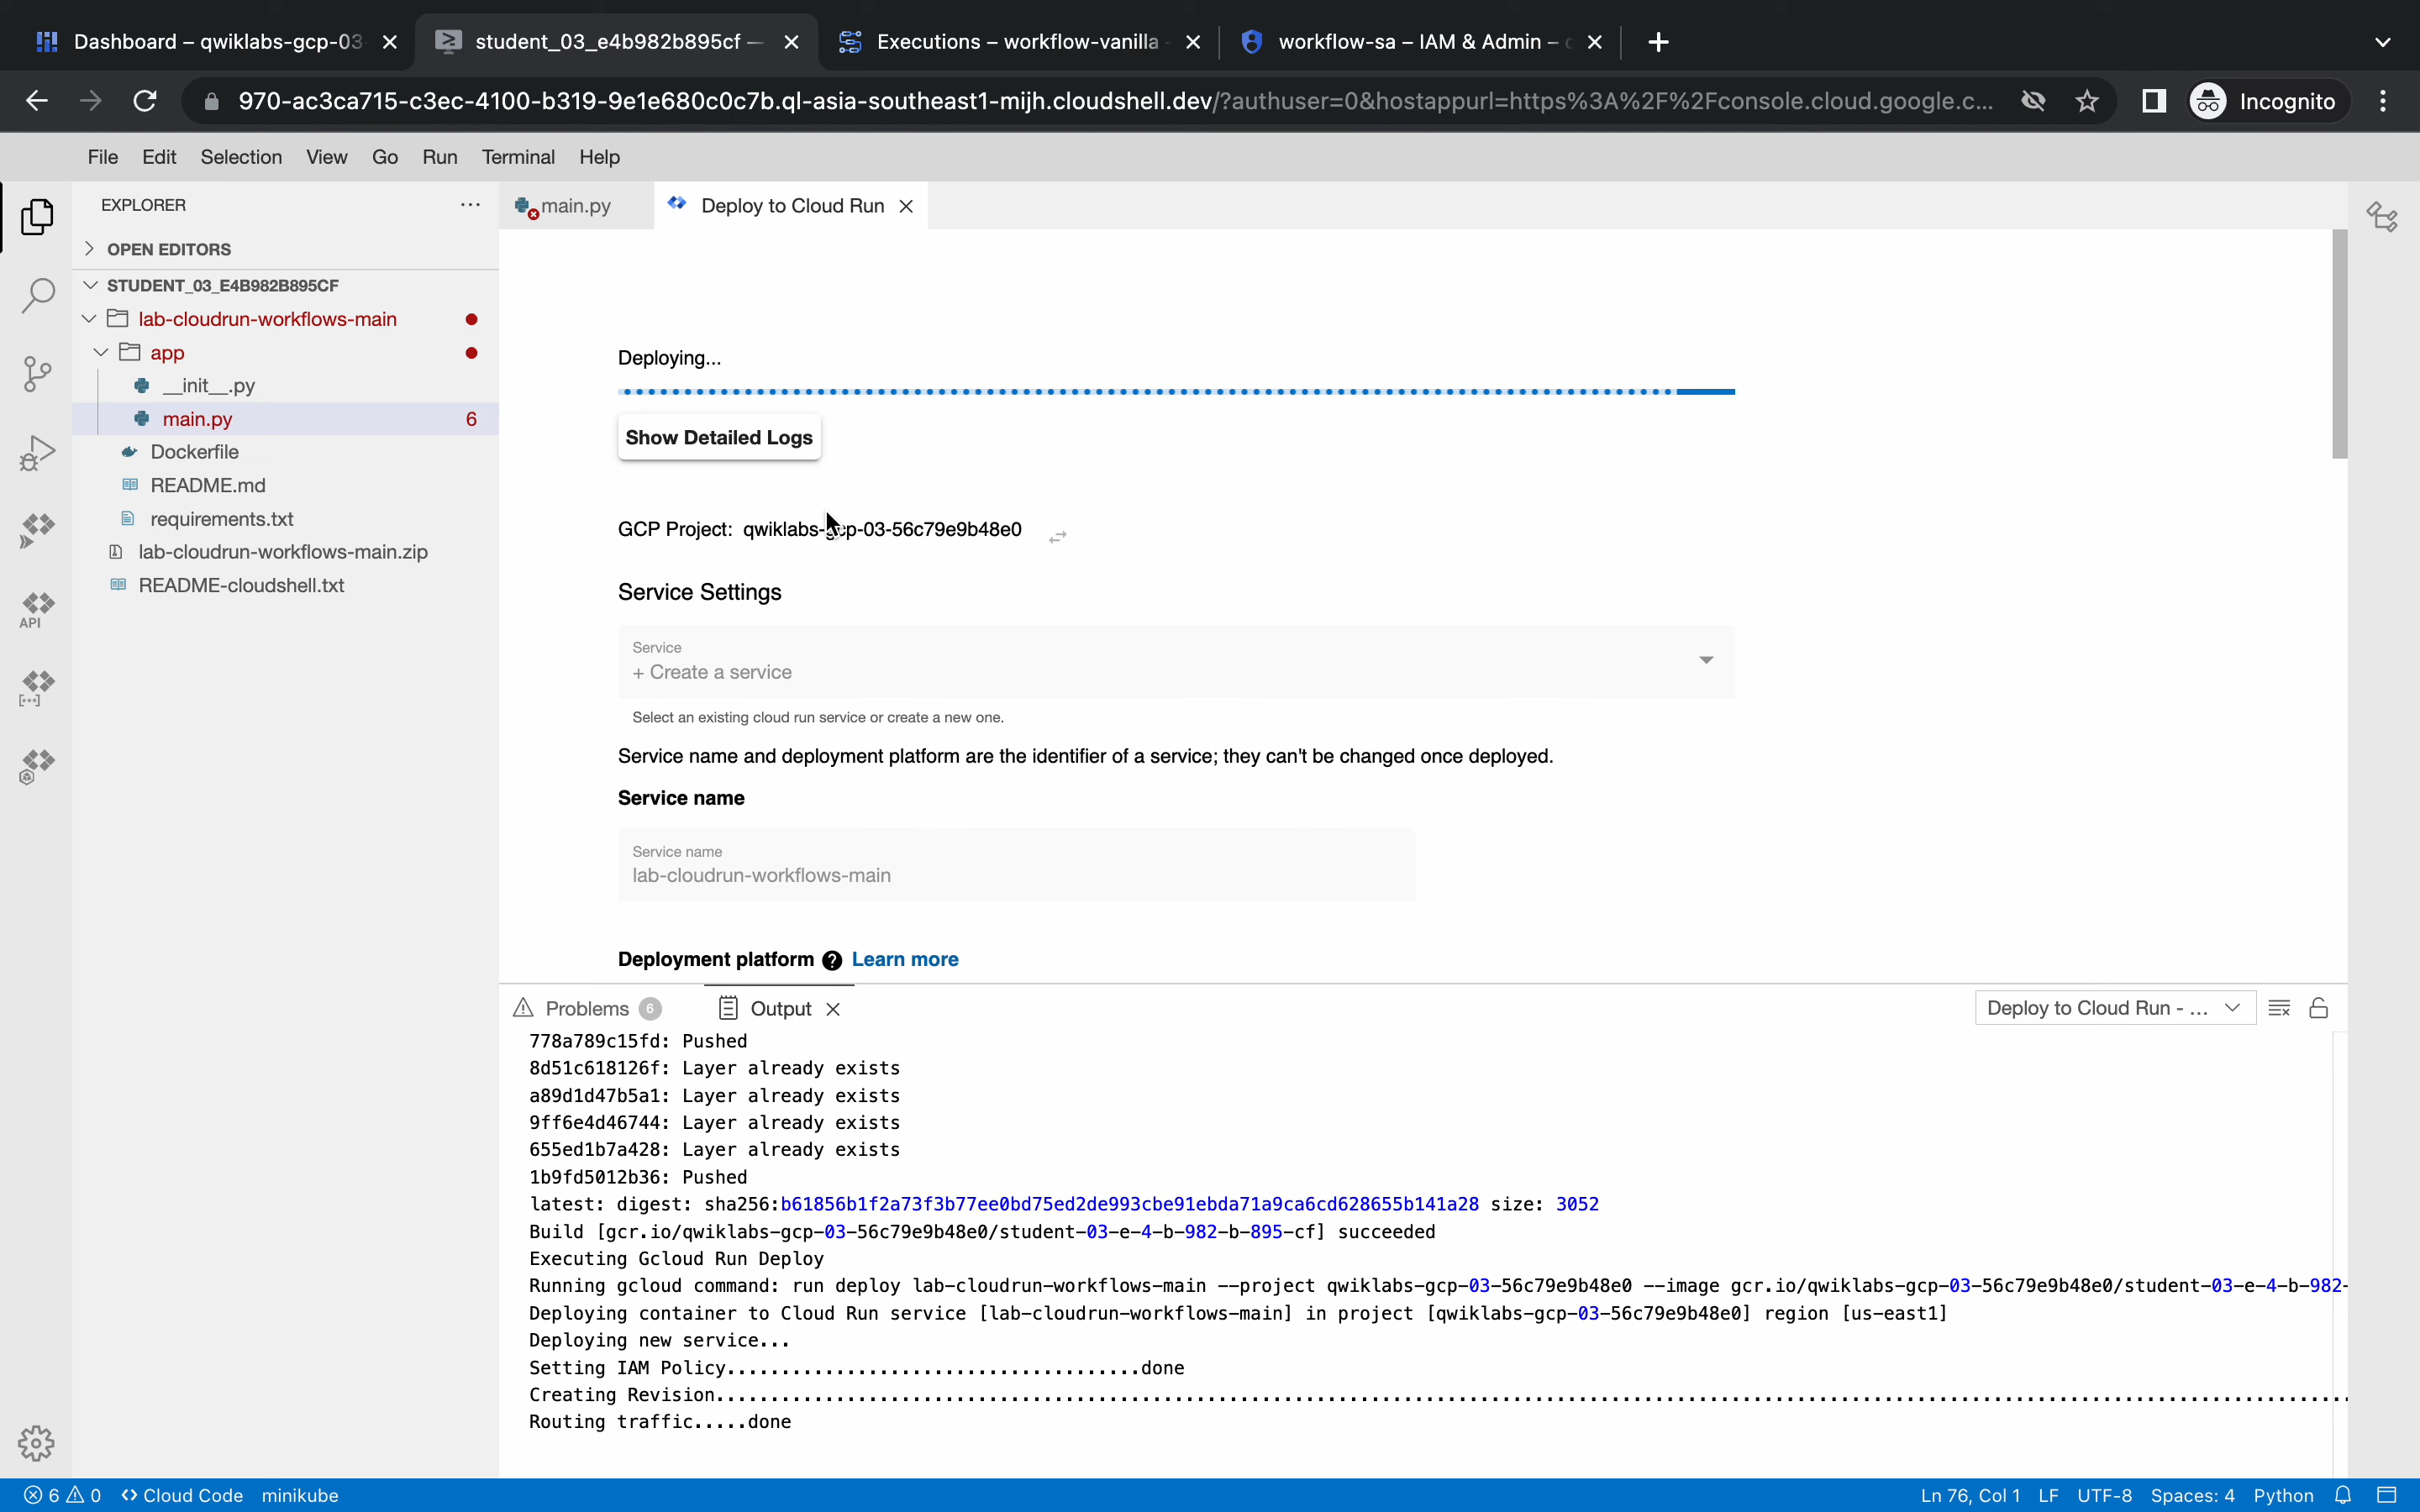 Dashboard – qwiklabs-gcp-03-
student_03_e4b982b895cf –
Executions – workflow-vanilla
workflow-sa – IAM & Admin –
970-ac3ca715-c3ec-4100-b319-9e1e680c0c7b.ql-asia-southeast1-mijh.cloudshell.dev/?authuser=0&hostappurl=https%3A%2F%2Fconsole.cloud.google.c...
Incognito
File Edit Selection View Go Run Terminal Help
EXPLORER
OPEN EDITORS
STUDENT_03_E4B982B895CF
lab-cloudrun-workflows-main
app
__init__.py
main.py 6
Dockerfile
README.md
requirements.txt
lab-cloudrun-workflows-main.zip
README-cloudshell.txt
API
main.py
Deploy to Cloud Run
Deploying...
Show Detailed Logs
GCP Project: qwiklabs-gcp-03-56c79e9b48e0
Service Settings
Service
+ Create a service
Select an existing cloud run service or create a new one.
Service name and deployment platform are the identifier of a service; they can't be changed once deployed.
Service name
Service name
lab-cloudrun-workflows-main
Deployment platform ? Learn more
Problems 6
Output
Deploy to Cloud Run - ...
778a789c15fd: Pushed
8d51c618126f: Layer already exists
a89d1d47b5a1: Layer already exists
9ff6e4d46744: Layer already exists
655ed1b7a428: Layer already exists
1b9fd5012b36: Pushed
latest: digest: sha256:b61856b1f2a73f3b77ee0bd75ed2de993cbe91ebda71a9ca6cd628655b141a28 size: 3052
Build [gcr.io/qwiklabs-gcp-03-56c79e9b48e0/student-03-e-4-b-982-b-895-cf] succeeded
Executing Gcloud Run Deploy
Running gcloud command: run deploy lab-cloudrun-workflows-main --project qwiklabs-gcp-03-56c79e9b48e0 --image gcr.io/qwiklabs-gcp-03-56c79e9b48e0/student-03-e-4-b-982-
Deploying container to Cloud Run service [lab-cloudrun-workflows-main] in project [qwiklabs-gcp-03-56c79e9b48e0] region [us-east1]
Deploying new service...
Setting IAM Policy......................................done
Creating Revision.....................................................................................................................................................
Routing traffic.....done
6 0 Cloud Code minikube
Ln 76, Col 1 LF UTF-8 Spaces: 4 Python